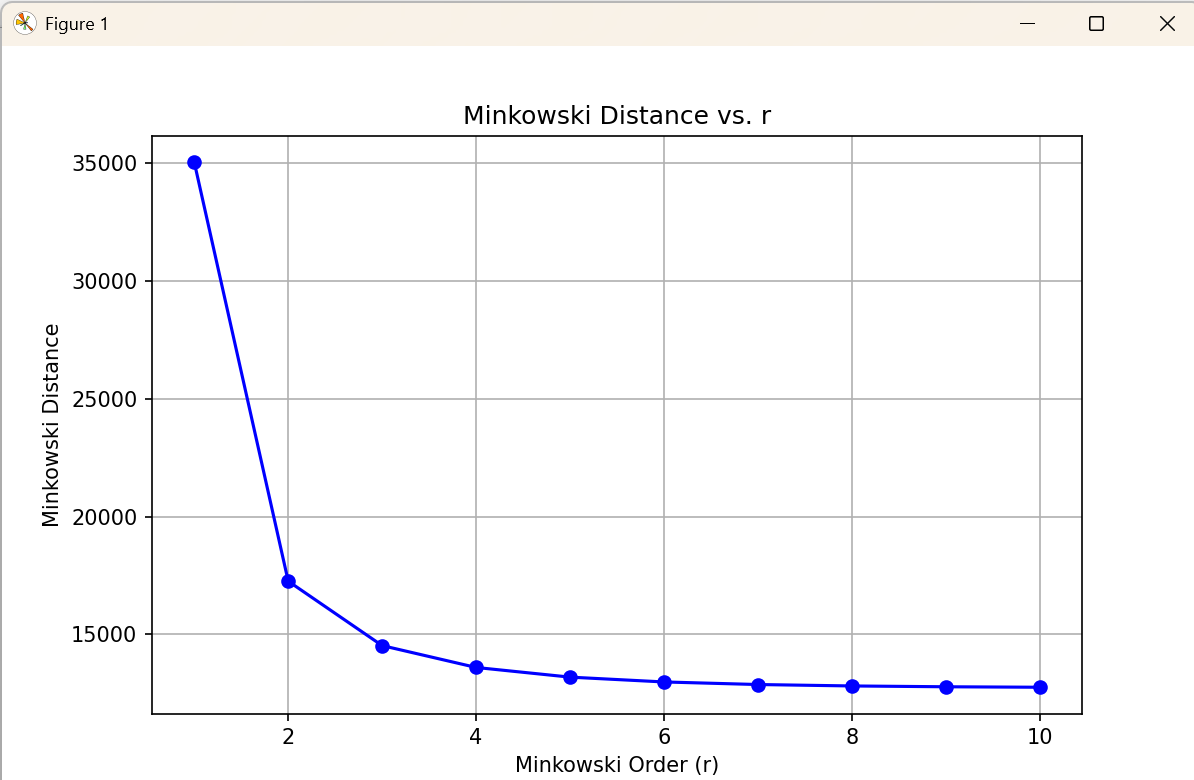 Figure 1
Minkowski Distance vs. r
35000
30000
25000
20000
15000
Minkowski Distance
2 4 6 8 10
Minkowski Order (r)